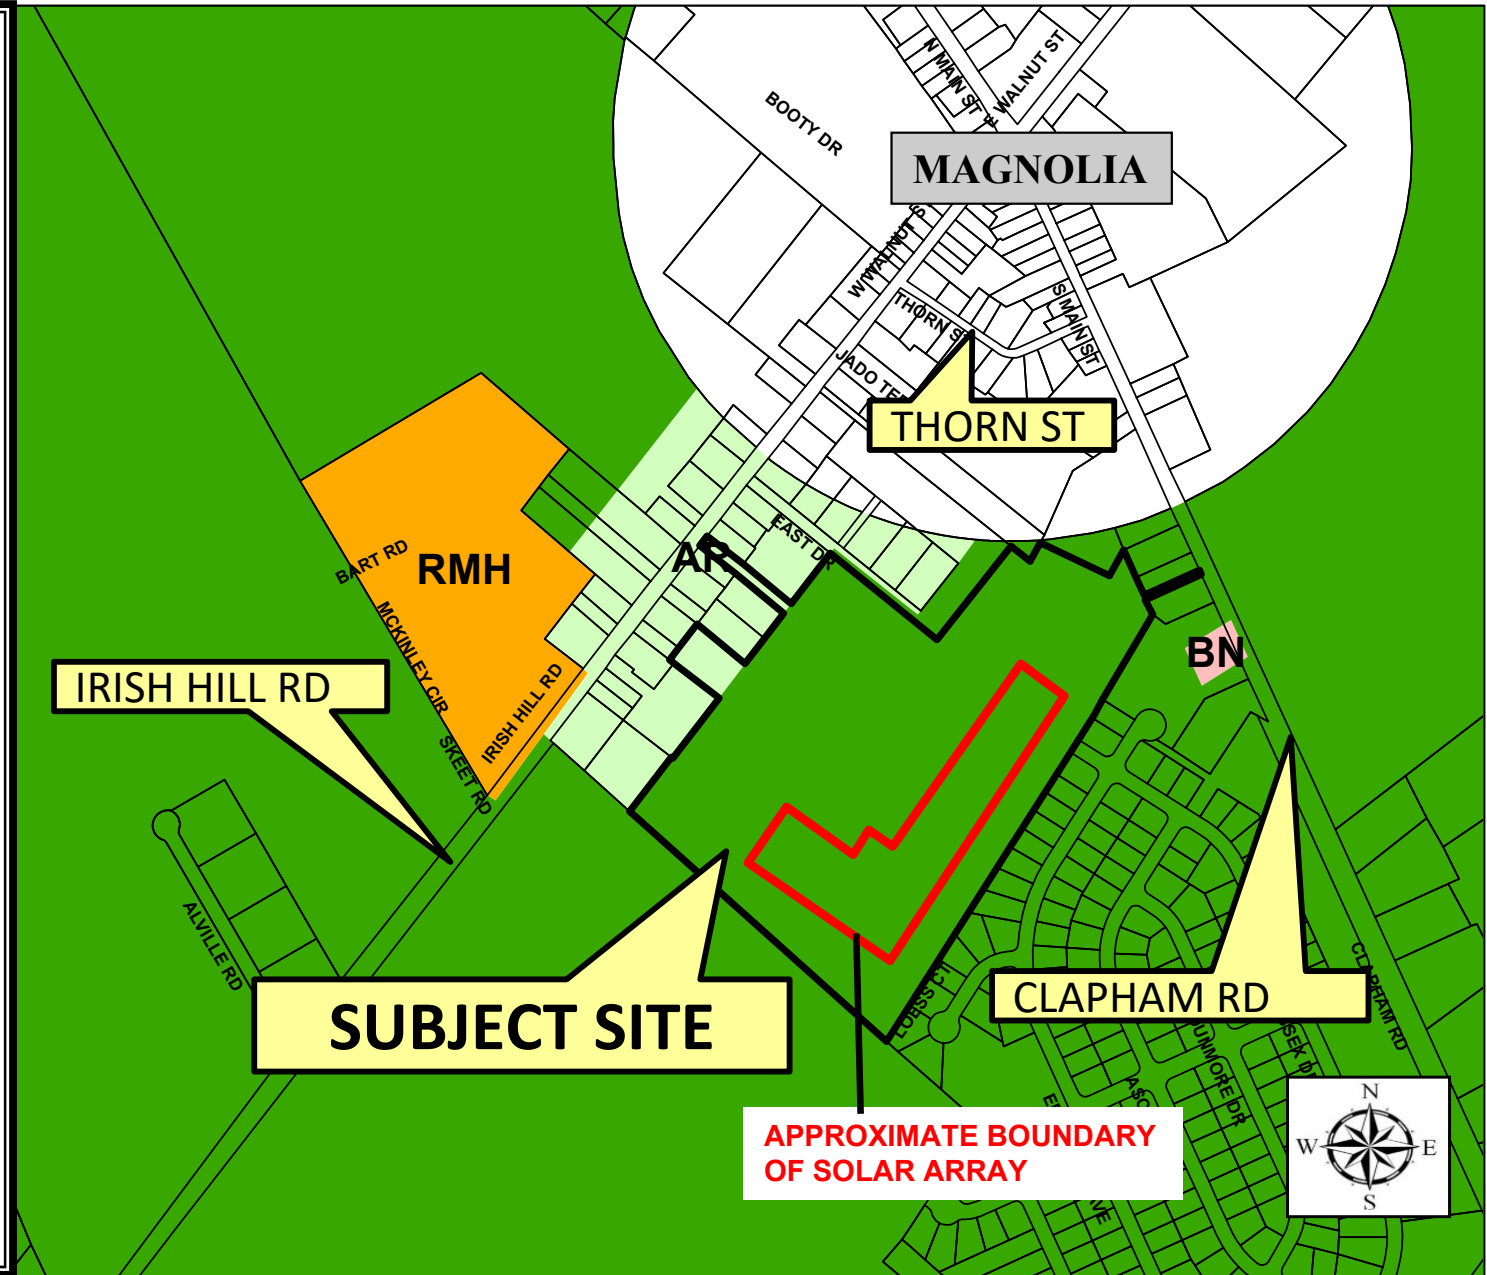 N MAIN ST
E WALNUT ST
BOOTY DR
MAGNOLIA
W WALNUT S
THORN S
S MAIN ST
JADO TE
THORN ST
EAST DR
AR
BART RD
RMH
MCKINLEY CIR
BN
IRISH HILL RD
IRISH HILL RD
SKEET RD
ALVILLE RD
SUBJECT SITE
LOESS CT
CLAPHAM RD
CLAPHAM RD
APPROXIMATE BOUNDARY
OF SOLAR ARRAY
N
W
E
S